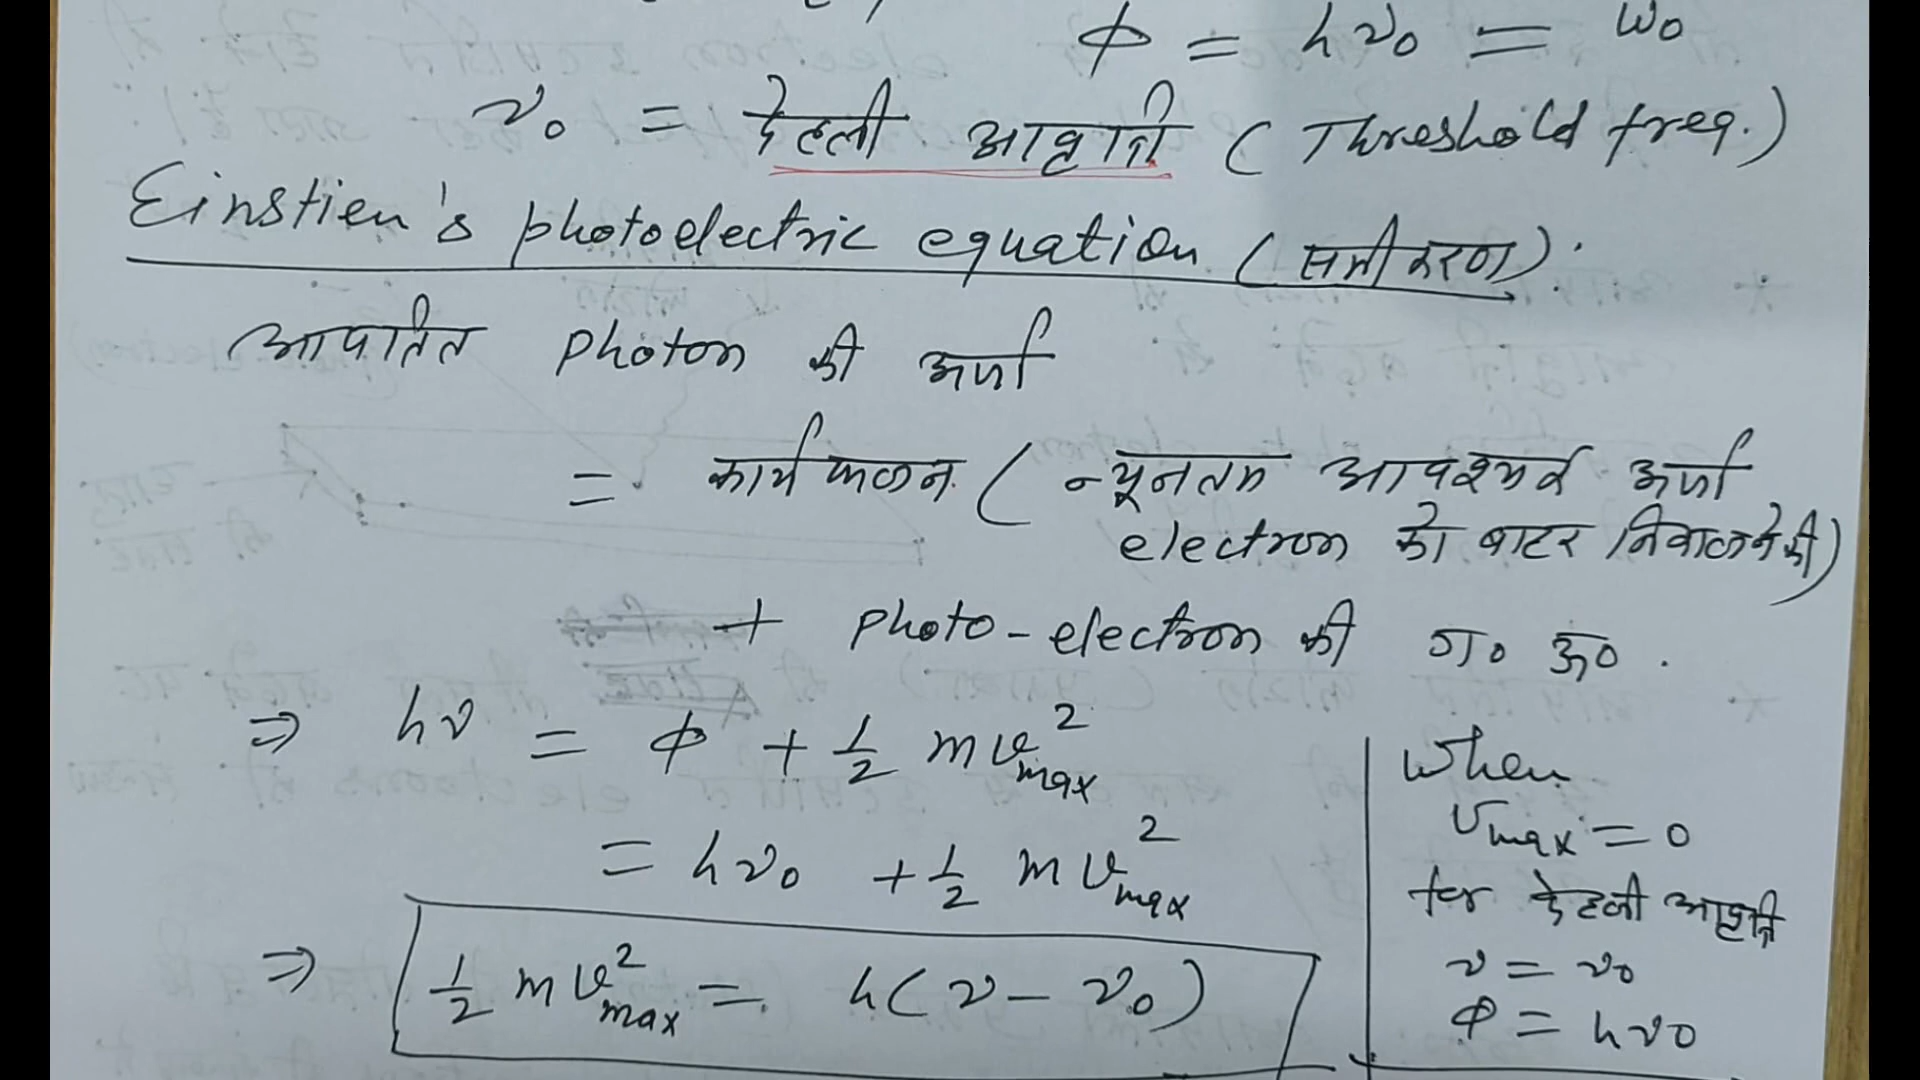 ϕ = hν₀ = ω₀
ν₀ = देहली आवृत्ति (Threshold freq.)
Einstien's photoelectric equation (समीकरण):
आपतित photon की ऊर्जा
= कार्यफलन (न्यूनतम आवश्यक ऊर्जा
electron को बाहर निकालने की)
+ photo-electron की ग० ऊ०.
⇒ hν = ϕ + 1/2 mv²max
= hν₀ + 1/2 mv²max
⇒ 1/2 mv²max = h(ν - ν₀)
When
vmax = 0
for देहली आवृत्ति
ν = ν₀
ϕ = hν₀